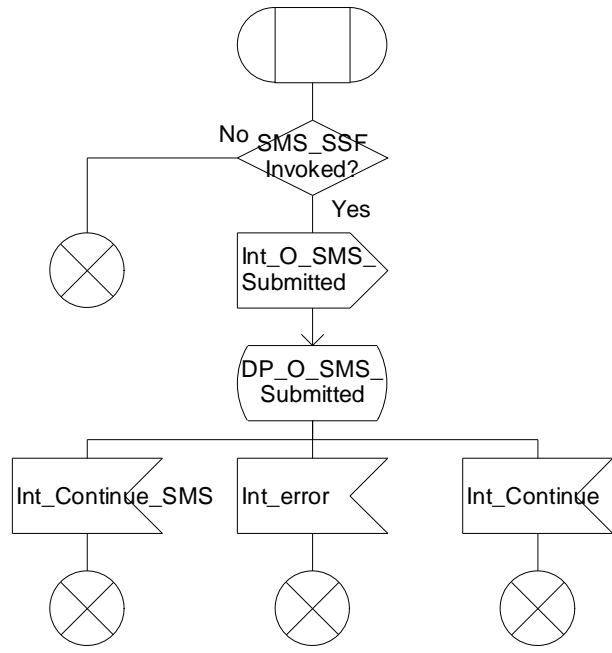 No
SMS_SSF
Invoked?
Yes
Int_O_SMS_
Submitted
DP_O_SMS_
Submitted
Int_Continue_SMS
Int_error
Int_Continue